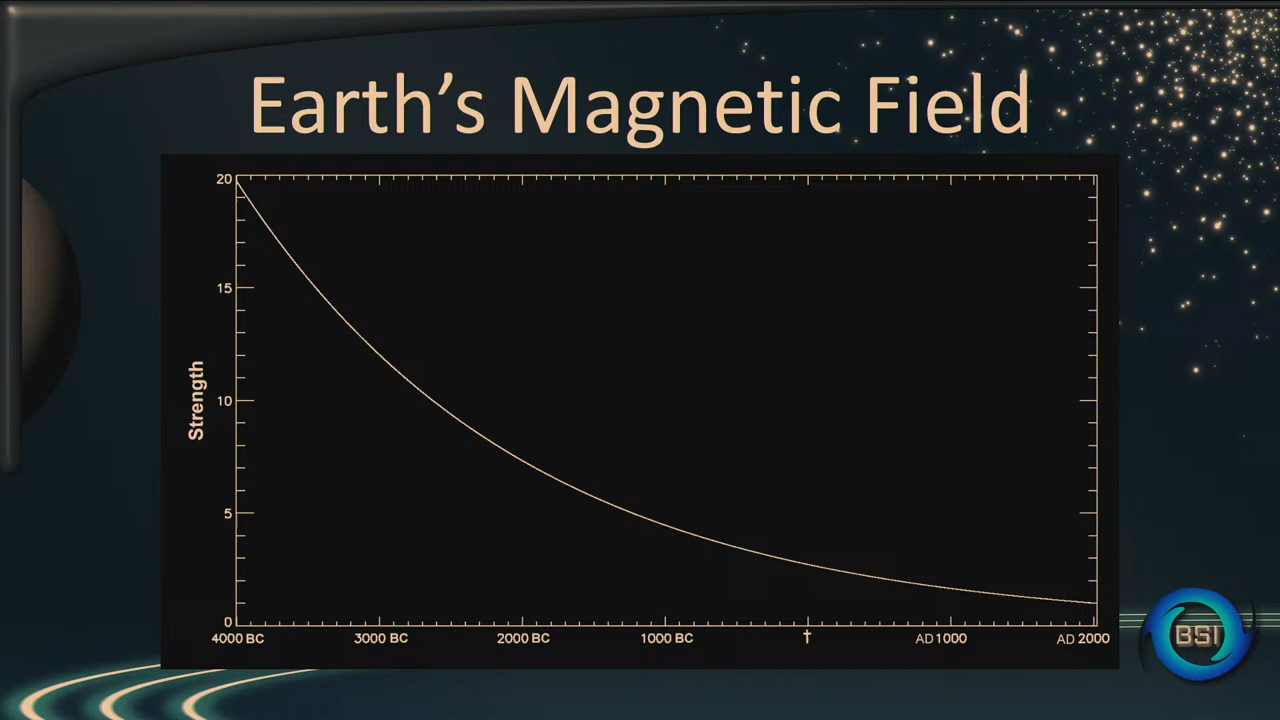 Earth’s Magnetic Field
20
15
10
5
0
Strength
4000 BC 3000 BC 2000 BC 1000 BC † AD 1000 AD 2000
BSI